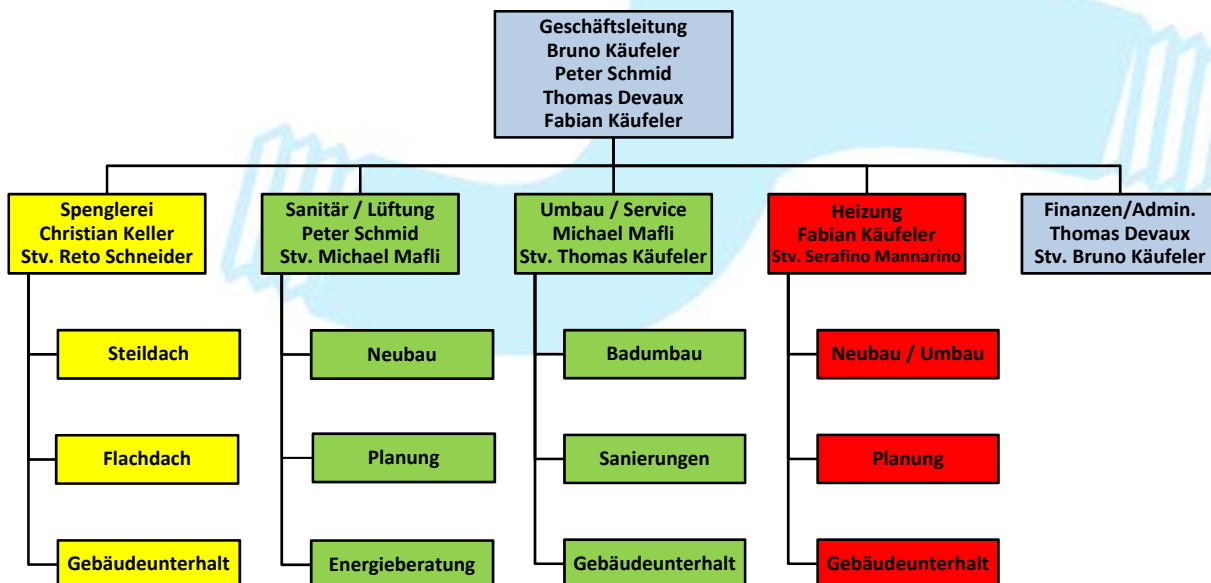 Geschäftsleitung
Bruno Käufeler
Peter Schmid
Thomas Devaux
Fabian Käufeler
Spenglerei
Christian Keller
Stv. Reto Schneider
Sanitär / Lüftung
Peter Schmid
Stv. Michael Mafli
Umbau / Service
Michael Mafli
Stv. Thomas Käufeler
Heizung
Fabian Käufeler
Stv. Serafino Mannarino
Finanzen/Admin.
Thomas Devaux
Stv. Bruno Käufeler
Steildach
Neubau
Badumbau
Neubau / Umbau
Flachdach
Planung
Sanierungen
Planung
Gebäudeunterhalt
Energieberatung
Gebäudeunterhalt
Gebäudeunterhalt